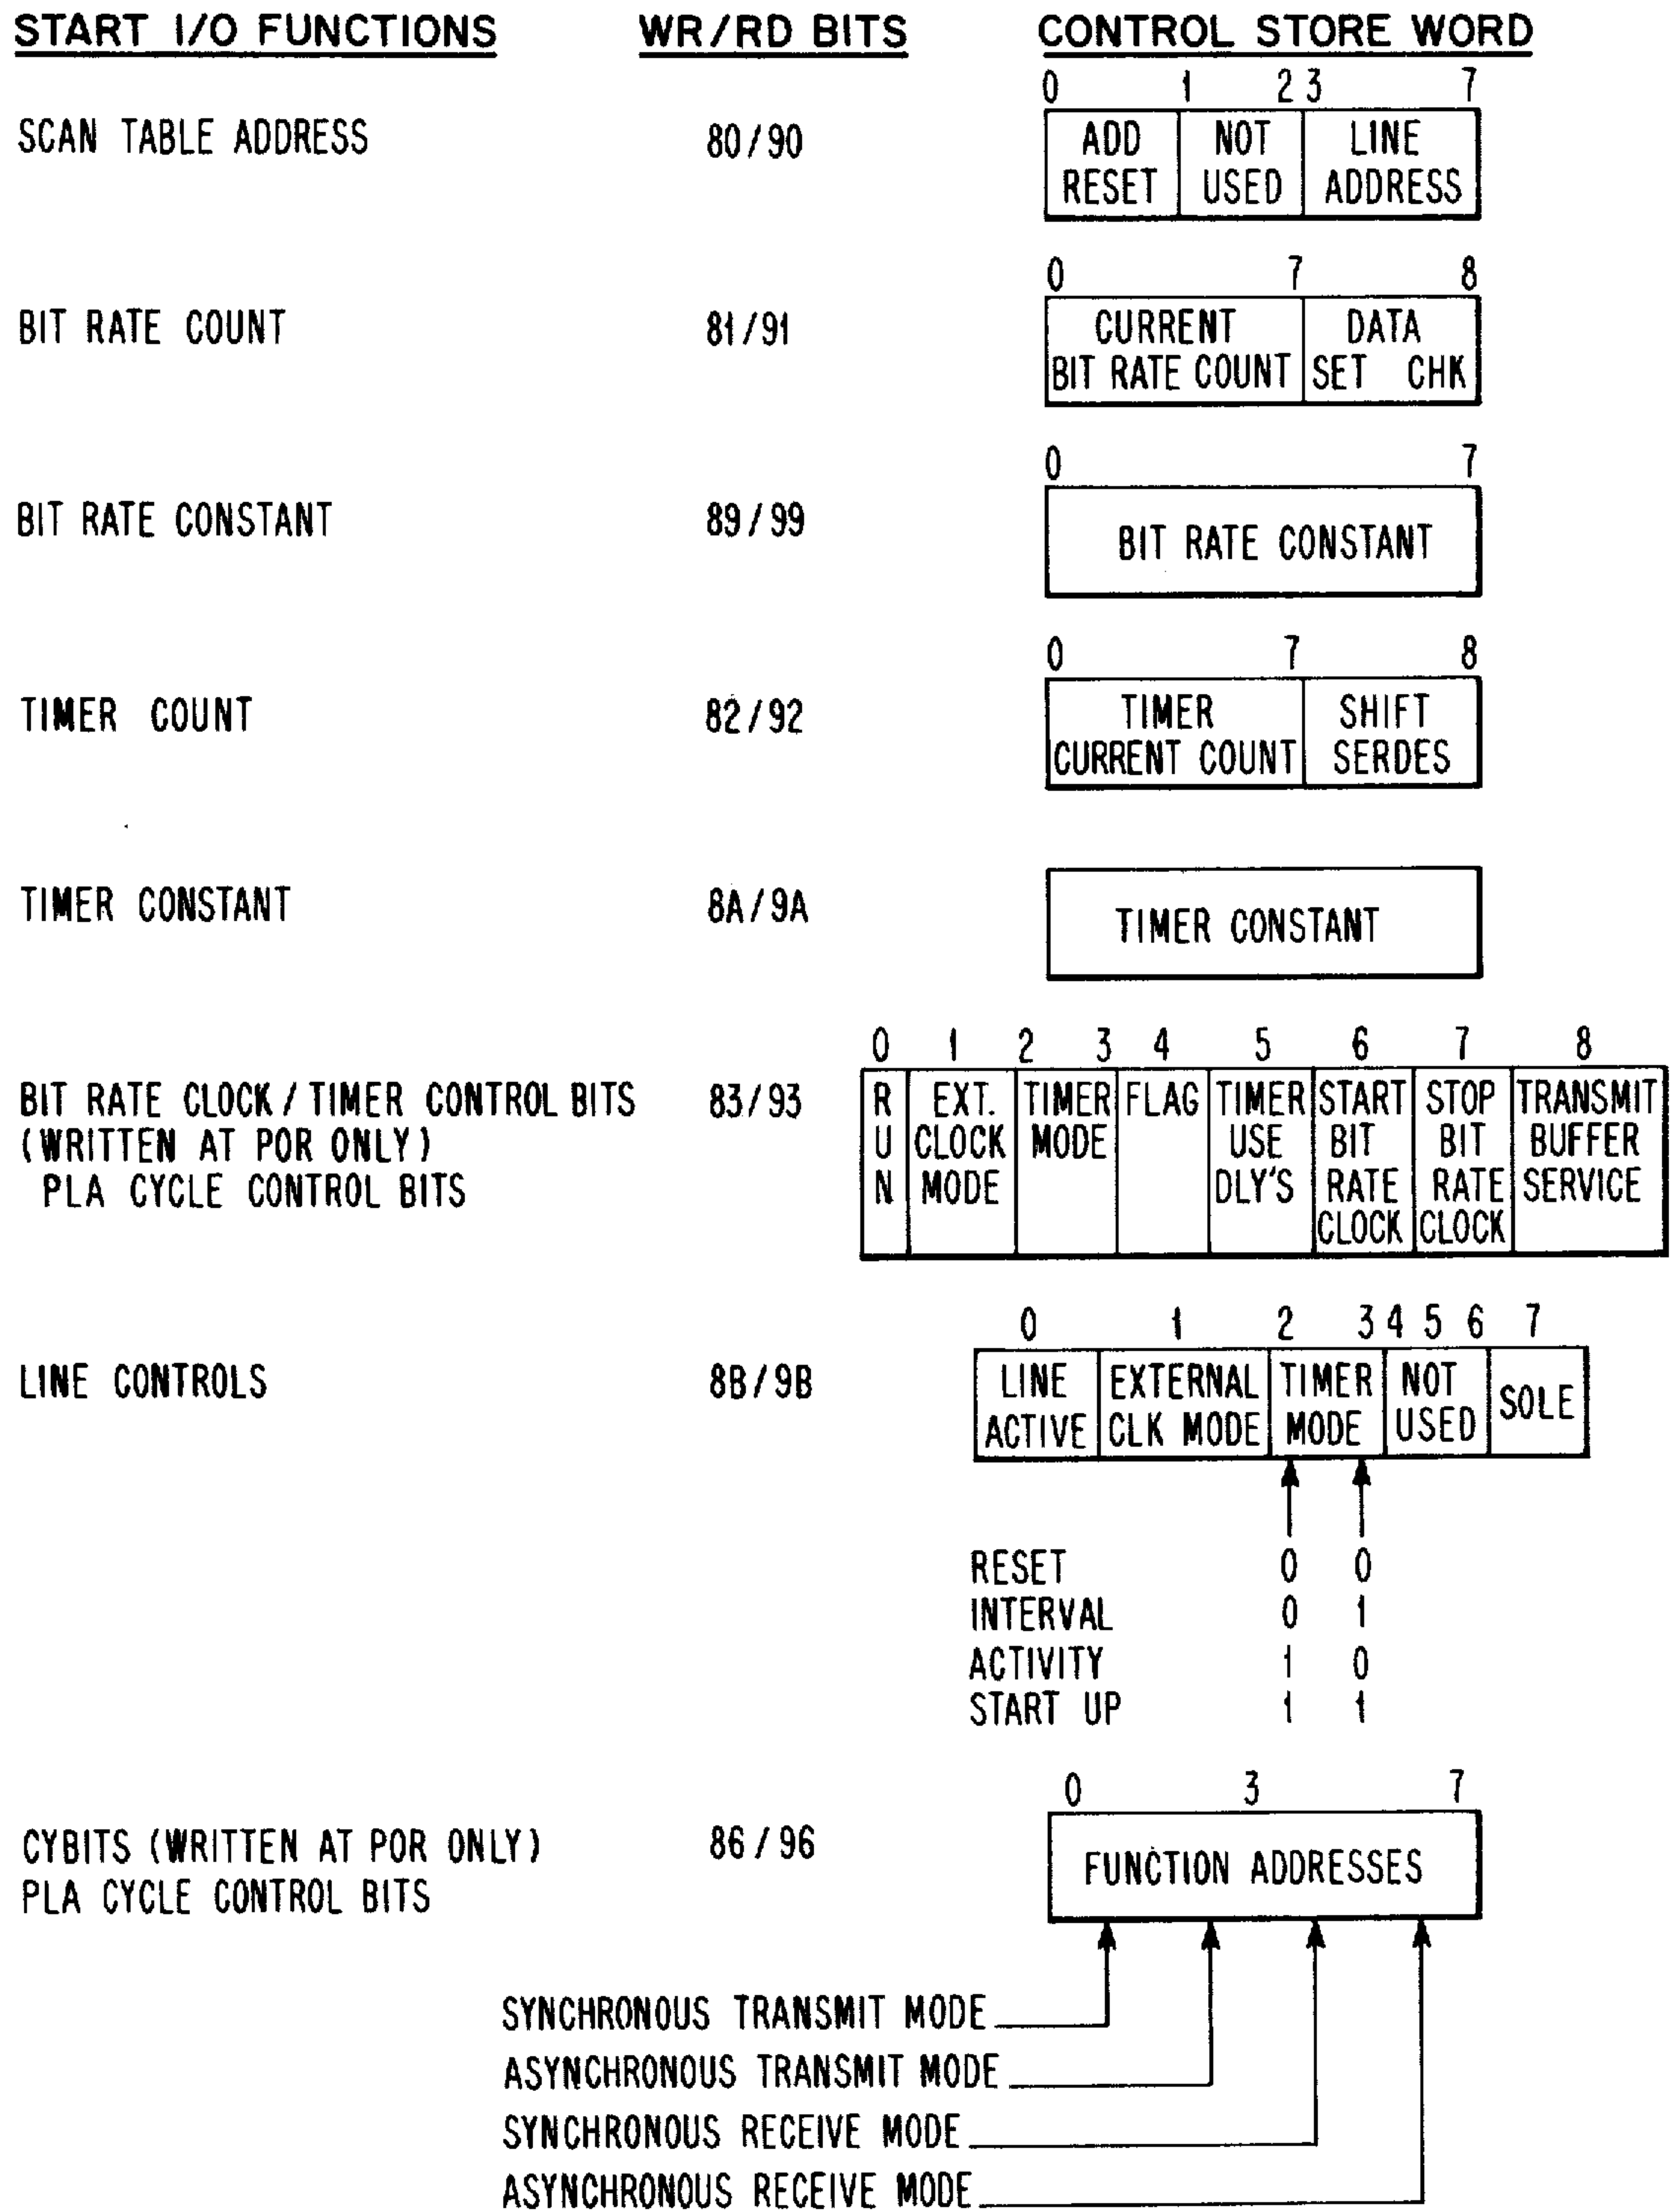 START I/O FUNCTIONS WR/RD BITS CONTROL STORE WORD
0 1 2 3 7
SCAN TABLE ADDRESS 80/90 ADD RESET NOT USED LINE ADDRESS
0 7 8
BIT RATE COUNT 81/91 CURRENT BIT RATE COUNT DATA SET CHK
0 7
BIT RATE CONSTANT 89/99 BIT RATE CONSTANT
0 7 8
TIMER COUNT 82/92 TIMER CURRENT COUNT SHIFT SERDES
TIMER CONSTANT 8A/9A TIMER CONSTANT
0 1 2 3 4 5 6 7 8
BIT RATE CLOCK / TIMER CONTROL BITS 83/93 RUN EXT. CLOCK MODE TIMER MODE FLAG TIMER USE DLY'S START BIT RATE CLOCK STOP BIT RATE CLOCK TRANSMIT BUFFER SERVICE
(WRITTEN AT POR ONLY)
PLA CYCLE CONTROL BITS
0 1 2 3 4 5 6 7
LINE CONTROLS 8B/9B LINE ACTIVE EXTERNAL CLK MODE TIMER MODE NOT USED SOLE
RESET 0 0
INTERVAL 0 1
ACTIVITY 1 0
START UP 1 1
0 3 7
CYBITS (WRITTEN AT POR ONLY) 86/96 FUNCTION ADDRESSES
PLA CYCLE CONTROL BITS
SYNCHRONOUS TRANSMIT MODE
ASYNCHRONOUS TRANSMIT MODE
SYNCHRONOUS RECEIVE MODE
ASYNCHRONOUS RECEIVE MODE